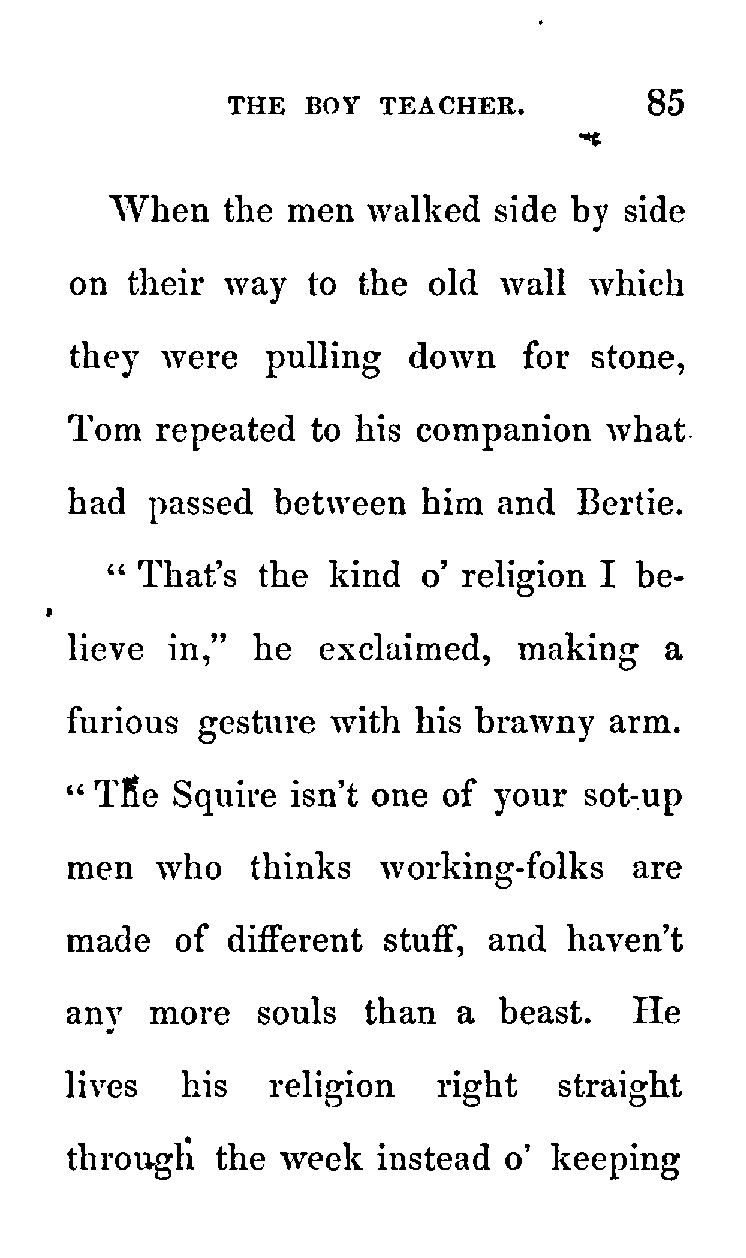 THE BOY TEACHER. 85
When the men walked side by side
on their way to the old wall which
they were pulling down for stone,
Tom repeated to his companion what
had passed between him and Bertie.
“ That’s the kind o’ religion I be-
lieve in,” he exclaimed, making a
furious gesture with his brawny arm.
“ The Squire isn’t one of your sot-up
men who thinks working-folks are
made of different stuff, and haven’t
any more souls than a beast. He
lives his religion right straight
through the week instead o’ keeping